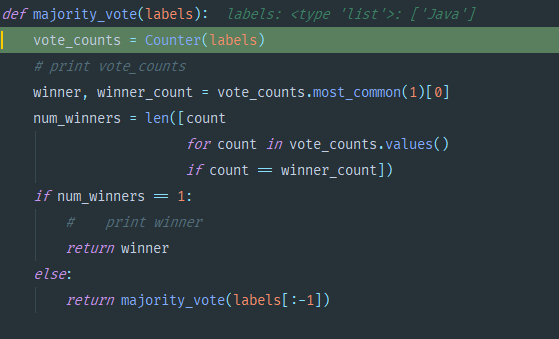 def majority_vote(labels):  labels: <type 'list'>: ['Java']
    vote_counts = Counter(labels)
    # print vote_counts
    winner, winner_count = vote_counts.most_common(1)[0]
    num_winners = len([count
                       for count in vote_counts.values()
                       if count == winner_count])
    if num_winners == 1:
        #    print winner
        return winner
    else:
        return majority_vote(labels[:-1])